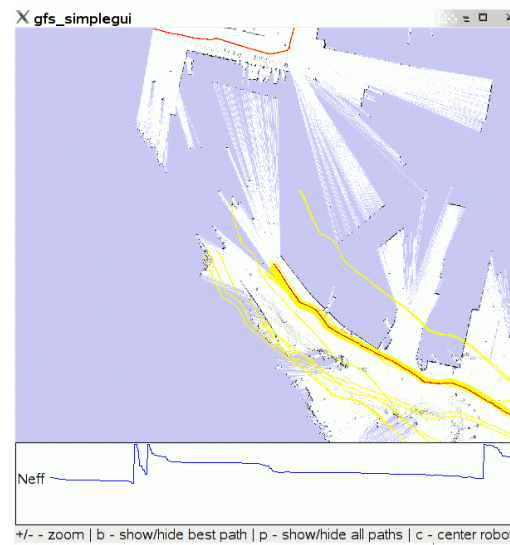 gfs_simplegui
Neff
+/- - zoom | b - show/hide best path | p - show/hide all paths | c - center robo